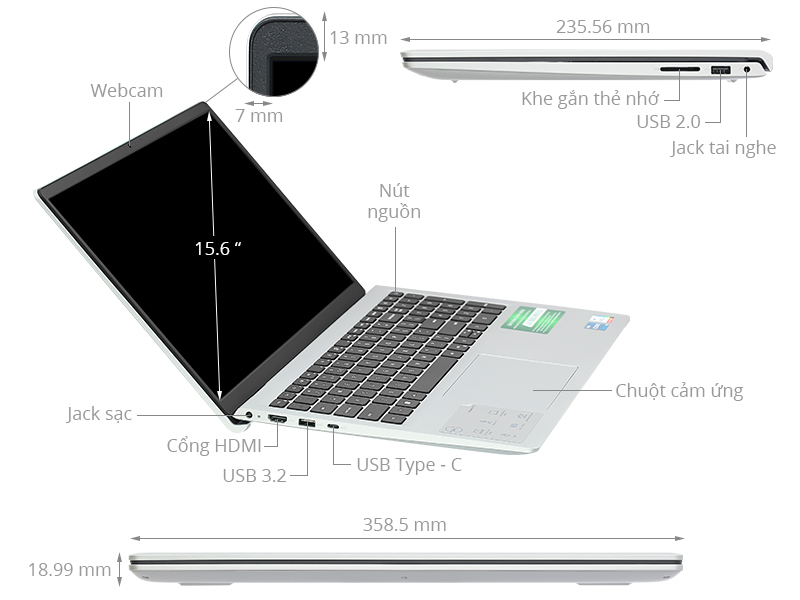 13 mm
235.56 mm
Webcam
7 mm
Khe gắn thẻ nhớ
USB 2.0
Jack tai nghe
Nút
nguồn
15.6 “
Chuột cảm ứng
Jack sạc
Cổng HDMI
USB 3.2
USB Type - C
358.5 mm
18.99 mm